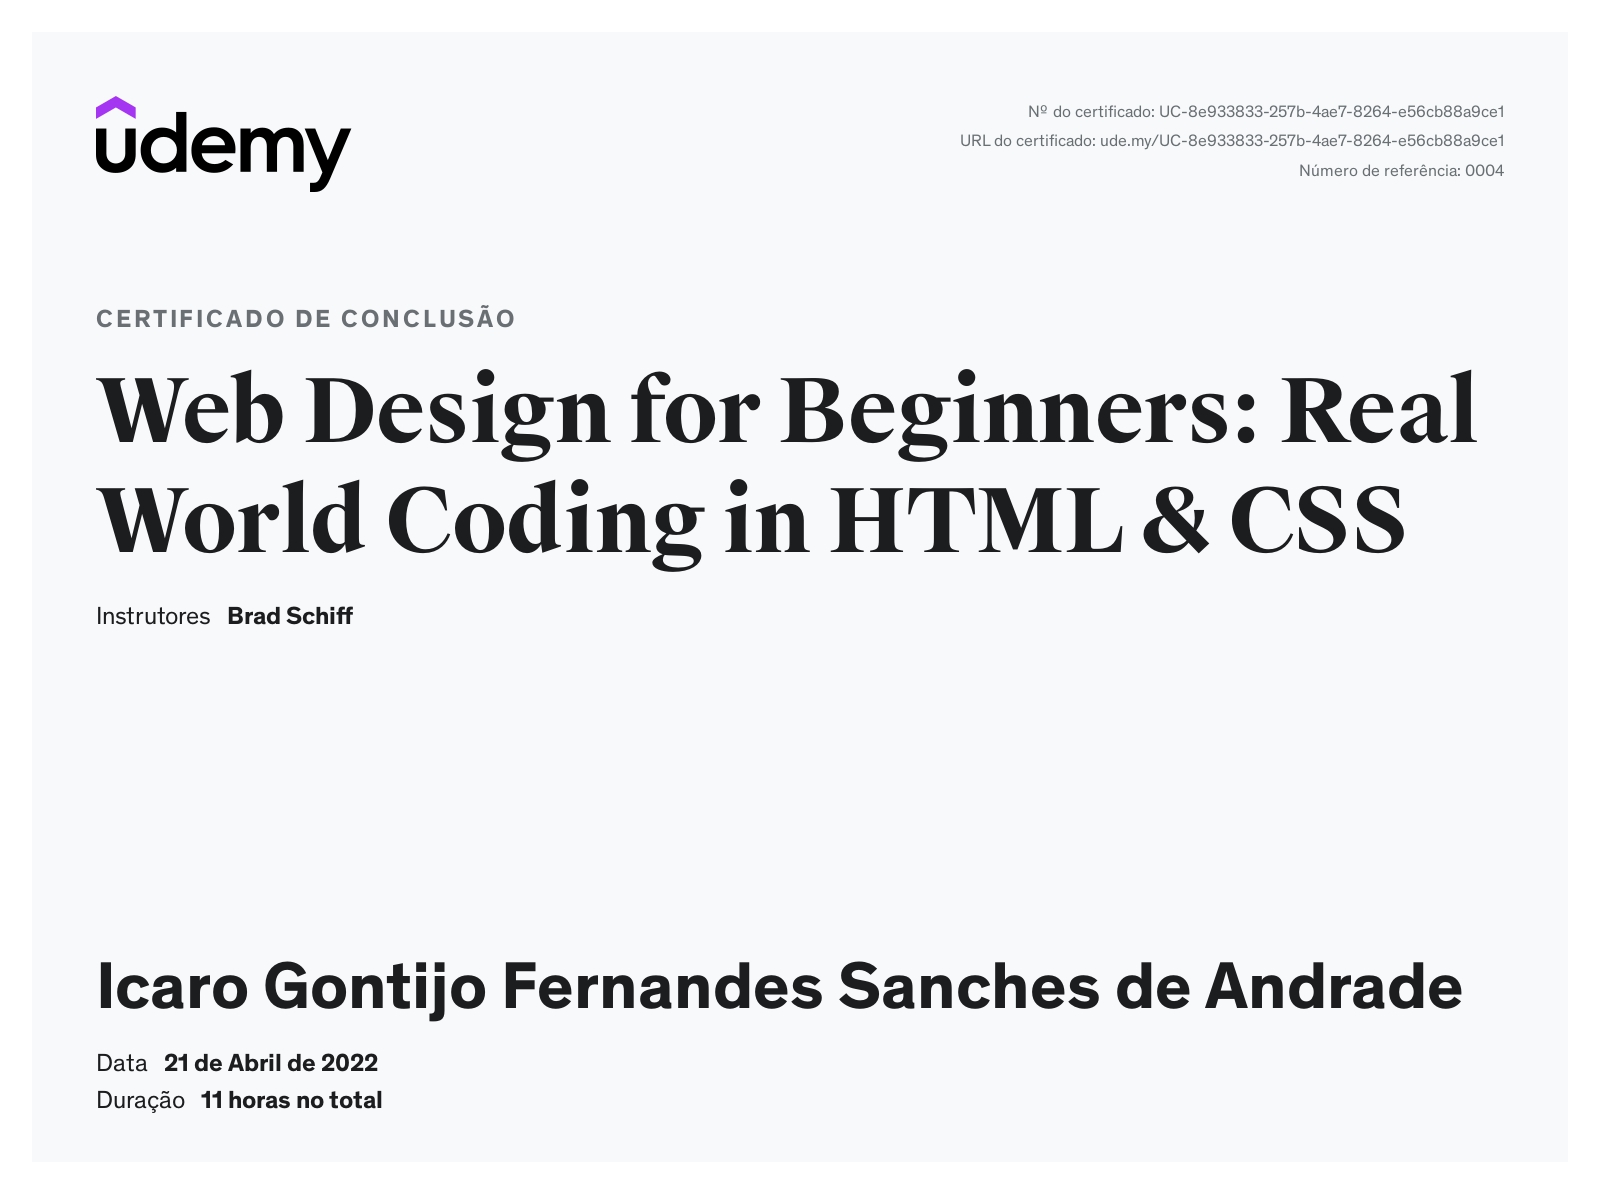 udemy
Nº do certificado: UC-8e933833-257b-4ae7-8264-e56cb88a9ce1
URL do certificado: ude.my/UC-8e933833-257b-4ae7-8264-e56cb88a9ce1
Número de referência: 0004
CERTIFICADO DE CONCLUSÃO
Web Design for Beginners: Real
World Coding in HTML & CSS
Instrutores Brad Schiff
Icaro Gontijo Fernandes Sanches de Andrade
Data 21 de Abril de 2022
Duração 11 horas no total